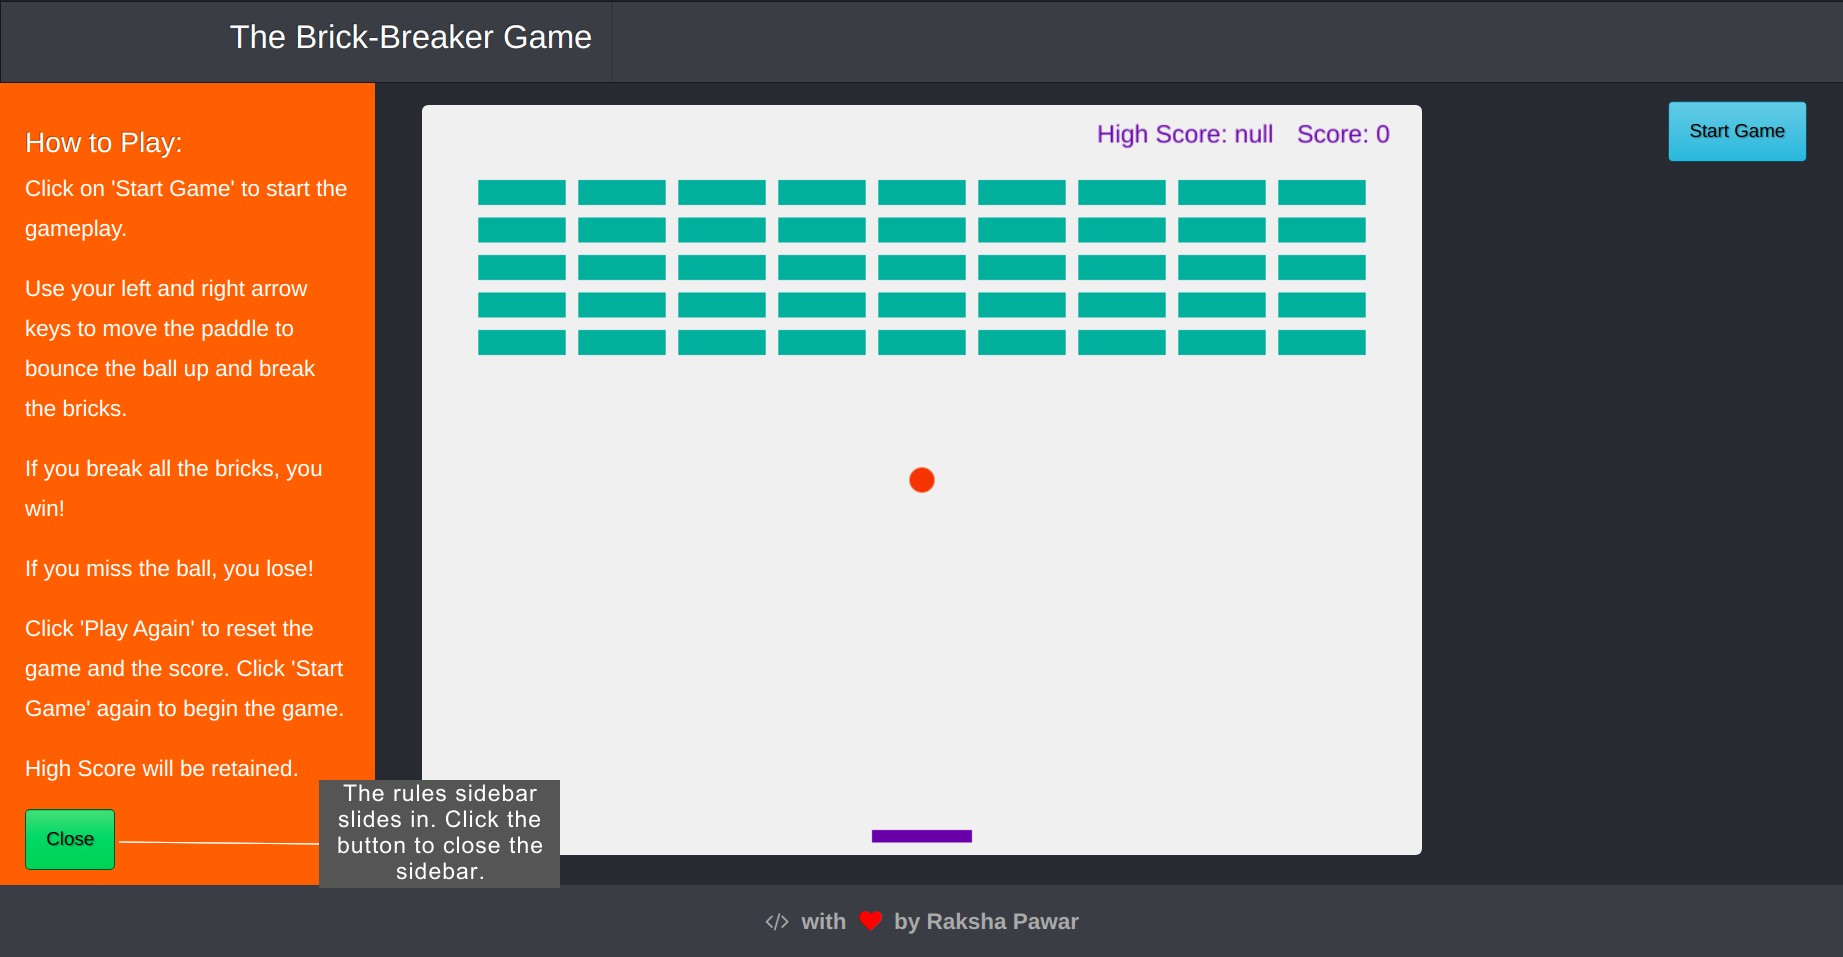 The Brick-Breaker Game
How to Play:
Click on 'Start Game' to start the
gameplay.
Use your left and right arrow
keys to move the paddle to
bounce the ball up and break
the bricks.
If you break all the bricks, you
win!
If you miss the ball, you lose!
Click 'Play Again' to reset the
game and the score. Click 'Start
Game' again to begin the game.
High Score will be retained.
Close
The rules sidebar
slides in. Click the
button to close the
sidebar.
High Score: null Score: 0
Start Game
</> with ❤ by Raksha Pawar